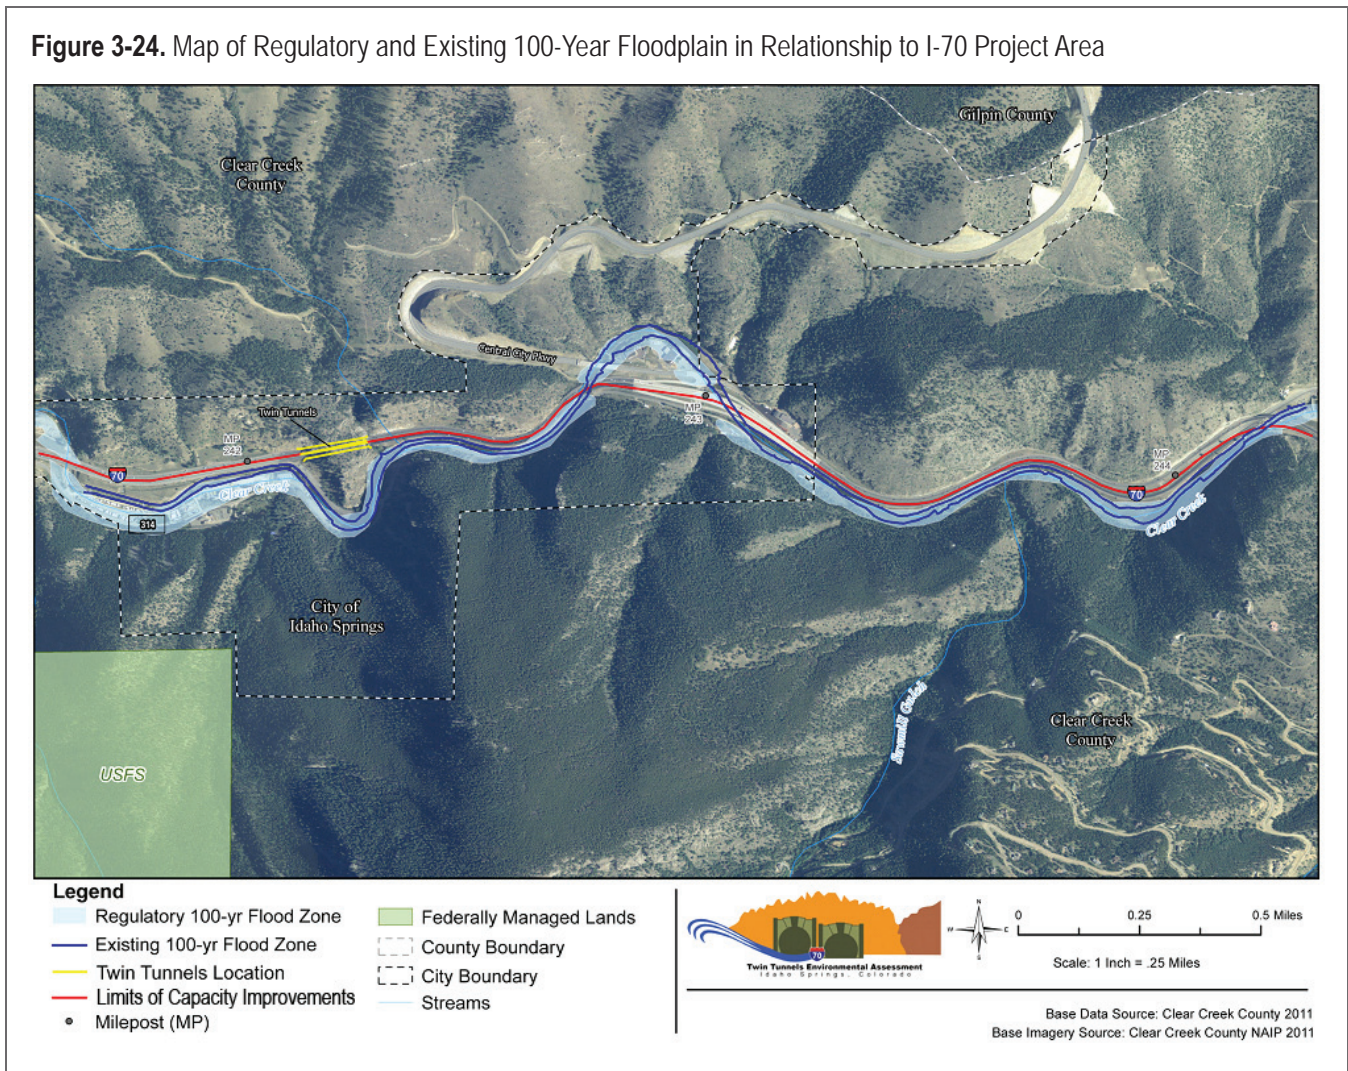 Figure 3-24. Map of Regulatory and Existing 100-Year Floodplain in Relationship to I-70 Project Area
Gilpin County
Clear Creek
County
Central City Pkwy
Twin Tunnels
MP
242
MP
243
MP
244
70
70
Clear Creek
314
Clear Creek
City of
Idaho Springs
Sawmill Gulch
Clear Creek
County
USFS
Legend
Regulatory 100-yr Flood Zone
Existing 100-yr Flood Zone
Twin Tunnels Location
Limits of Capacity Improvements
Milepost (MP)
Federally Managed Lands
County Boundary
City Boundary
Streams
70
Twin Tunnels Environmental Assessment
Idaho Springs, Colorado
N
W
E
S
0 0.25 0.5 Miles
Scale: 1 Inch = .25 Miles
Base Data Source: Clear Creek County 2011
Base Imagery Source: Clear Creek County NAIP 2011